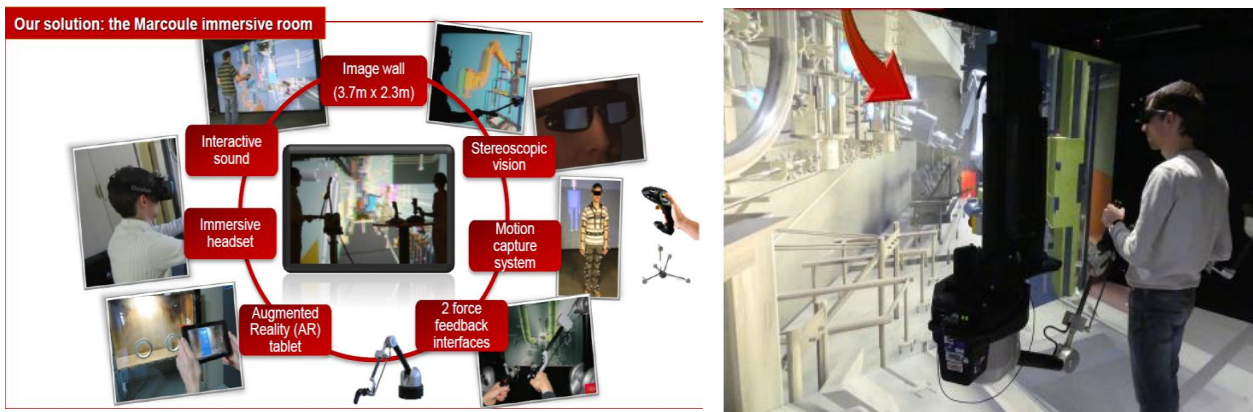 Our solution: the Marcoule immersive room
Image wall
(3.7m x 2.3m)
Interactive
sound
Stereoscopic
vision
Oculus
Immersive
headset
Motion
capture
system
Augmented
Reality (AR)
tablet
2 force
feedback
interfaces